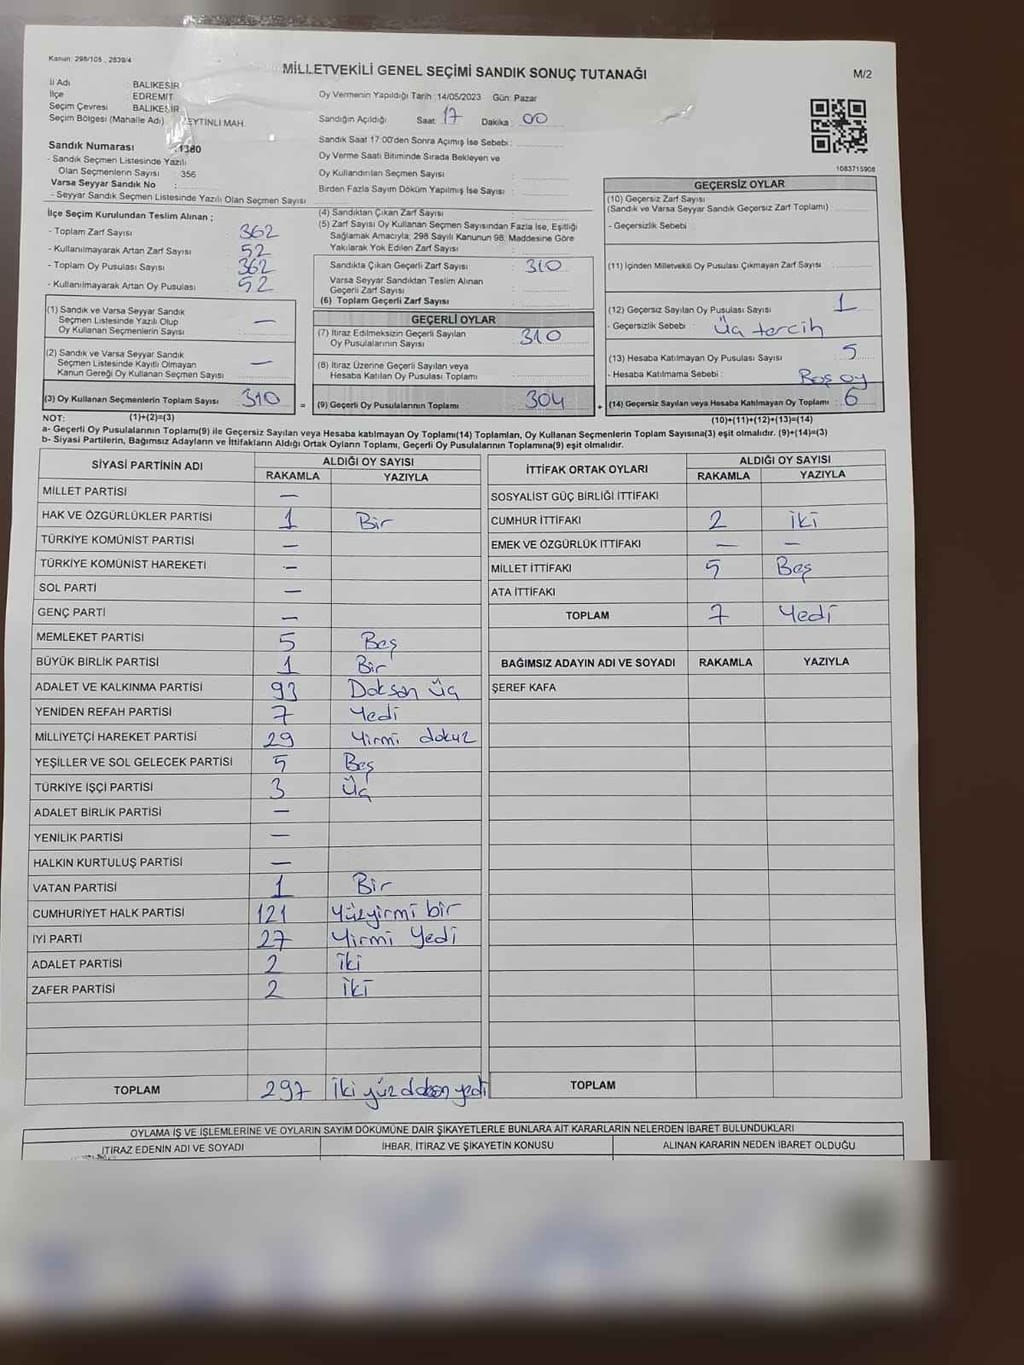 Kanun: 298/105 , 2839/4
MİLLETVEKİLİ GENEL SEÇİMİ SANDIK SONUÇ TUTANAĞI
M/2
İl Adı : BALIKESİR
İlçe : EDREMİT
Seçim Çevresi : BALIKESİR
Seçim Bölgesi (Mahalle Adı) : ZEYTİNLİ MAH.
Sandık Numarası : 1380
- Sandık Seçmen Listesinde Yazılı
Olan Seçmenlerin Sayısı : 356
Varsa Seyyar Sandık No :
- Seyyar Sandık Seçmen Listesinde Yazılı Olan Seçmen Sayısı
Oy Vermenin Yapıldığı Tarih :14/05/2023 Gün: Pazar
Sandığın Açıldığı Saat : 17 Dakika : 00
Sandık Saat 17:00'den Sonra Açımış İse Sebebi :
Oy Verme Saati Bitiminde Sırada Bekleyen ve
Oy Kullandırılan Seçmen Sayısı :
Birden Fazla Sayım Döküm Yapılmış İse Sayısı :
1083715908
İlçe Seçim Kurulundan Teslim Alınan ;
- Toplam Zarf Sayısı : 362
- Kullanılmayarak Artan Zarf Sayısı : 52
- Toplam Oy Pusulası Sayısı : 362
- Kullanılmayarak Artan Oy Pusulası : 52
(1) Sandık ve Varsa Seyyar Sandık
Seçmen Listesinde Yazılı Olup
Oy Kullanan Seçmenlerin Sayısı : —
(2) Sandık ve Varsa Seyyar Sandık
Seçmen Listesinde Kayıtlı Olmayan
Kanun Gereği Oy Kullanan Seçmen Sayısı : —
(3) Oy Kullanan Seçmenlerin Toplam Sayısı : 310
(4) Sandıktan Çıkan Zarf Sayısı :
(5) Zarf Sayısı Oy Kullanan Seçmen Sayısından Fazla İse, Eşitliği
Sağlamak Amacıyla; 298 Sayılı Kanunun 98. Maddesine Göre
Yakılarak Yok Edilen Zarf Sayısı :
Sandıkta Çıkan Geçerli Zarf Sayısı : 310
Varsa Seyyar Sandıktan Teslim Alınan
Geçerli Zarf Sayısı :
(6) Toplam Geçerli Zarf Sayısı :
GEÇERLİ OYLAR
(7) İtiraz Edilmeksizin Geçerli Sayılan
Oy Pusulalarının Sayısı : 310
(8) İtiraz Üzerine Geçerli Sayılan veya
Hesaba Katılan Oy Pusulası Toplamı :
= (9) Geçerli Oy Pusulalarının Toplamı : 304 +
GEÇERSİZ OYLAR
(10) Geçersiz Zarf Sayısı :
(Sandık ve Varsa Seyyar Sandık Geçersiz Zarf Toplamı)
- Geçersizlik Sebebi :
(11) İçinden Milletvekili Oy Pusulası Çıkmayan Zarf Sayısı :
(12) Geçersiz Sayılan Oy Pusulası Sayısı : 1
- Geçersizlik Sebebi : Üç tercih
(13) Hesaba Katılmayan Oy Pusulası Sayısı : 5
- Hesaba Katılmama Sebebi : Boş oy
(14) Geçersiz Sayılan veya Hesaba Katılmayan Oy Toplamı : 6
NOT: (1)+(2)=(3) (10)+(11)+(12)+(13)=(14)
a- Geçerli Oy Pusulalarının Toplamı(9) ile Geçersiz Sayılan veya Hesaba katılmayan Oy Toplamı(14) Toplamları, Oy Kullanan Seçmenlerin Toplam Sayısına(3) eşit olmalıdır. (9)+(14)=(3)
b- Siyasi Partilerin, Bağımsız Adayların ve İttifakların Aldığı Ortak Oyların Toplamı, Geçerli Oy Pusulalarının Toplamına(9) eşit olmalıdır.
SİYASİ PARTİNİN ADI ALDIĞI OY SAYISI
RAKAMLA YAZIYLA
MİLLET PARTİSİ —
HAK VE ÖZGÜRLÜKLER PARTİSİ 1 Bir
TÜRKİYE KOMÜNİST PARTİSİ —
TÜRKİYE KOMÜNİST HAREKETİ —
SOL PARTİ —
GENÇ PARTİ —
MEMLEKET PARTİSİ 5 Beş
BÜYÜK BİRLİK PARTİSİ 1 Bir
ADALET VE KALKINMA PARTİSİ 93 Doksan üç
YENİDEN REFAH PARTİSİ 7 Yedi
MİLLİYETÇİ HAREKET PARTİSİ 29 Yirmi dokuz
YEŞİLLER VE SOL GELECEK PARTİSİ 5 Beş
TÜRKİYE İŞÇİ PARTİSİ 3 Üç
ADALET BİRLİK PARTİSİ —
YENİLİK PARTİSİ —
HALKIN KURTULUŞ PARTİSİ —
VATAN PARTİSİ 1 Bir
CUMHURİYET HALK PARTİSİ 121 Yüzyirmi bir
İYİ PARTİ 27 Yirmi Yedi
ADALET PARTİSİ 2 İki
ZAFER PARTİSİ 2 İki
TOPLAM 297 İki yüz doksan yedi
İTTİFAK ORTAK OYLARI ALDIĞI OY SAYISI
RAKAMLA YAZIYLA
SOSYALİST GÜÇ BİRLİĞİ İTTİFAKI
CUMHUR İTTİFAKI 2 İki
EMEK VE ÖZGÜRLÜK İTTİFAKI — —
MİLLET İTTİFAKI 5 Beş
ATA İTTİFAKI
TOPLAM 7 Yedi
BAĞIMSIZ ADAYIN ADI VE SOYADI RAKAMLA YAZIYLA
ŞEREF KAFA
TOPLAM
OYLAMA İŞ VE İŞLEMLERİNE VE OYLARIN SAYIM DÖKÜMÜNE DAİR ŞİKAYETLERLE BUNLARA AİT KARARLARIN NELERDEN İBARET BULUNDUKLARI
İTİRAZ EDENİN ADI VE SOYADI İHBAR, İTİRAZ VE ŞİKAYETİN KONUSU ALINAN KARARIN NEDEN İBARET OLDUĞU